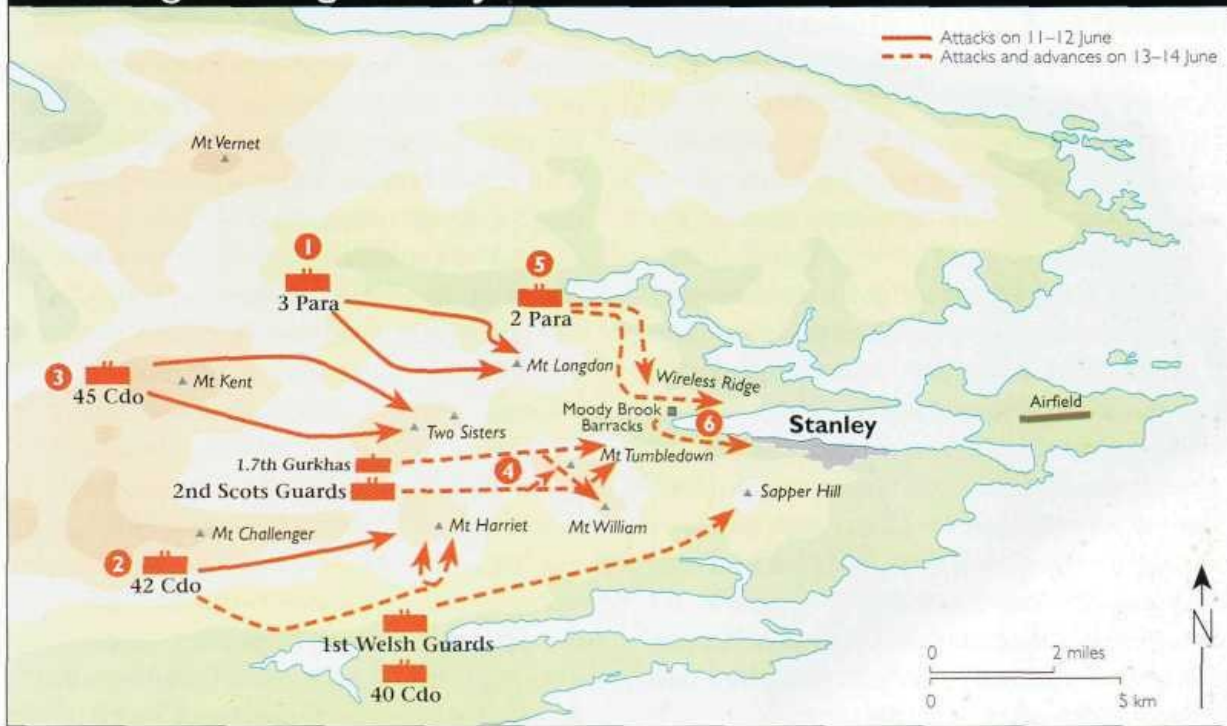 Attacks on 11–12 June
Attacks and advances on 13–14 June
Mt Vernet
1
3 Para
5
2 Para
3
45 Cdo
Mt Kent
Mt Longdon
Wireless Ridge
Two Sisters
Moody Brook
Barracks
6
Stanley
Airfield
1.7th Gurkhas
4
Mt Tumbledown
2nd Scots Guards
Mt William
Sapper Hill
Mt Challenger
Mt Harriet
2
42 Cdo
1st Welsh Guards
40 Cdo
N
0 2 miles
0 5 km